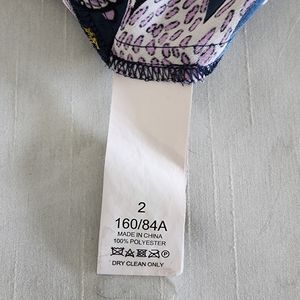 2
160/84A
MADE IN CHINA
100% POLYESTER
DRY CLEAN ONLY